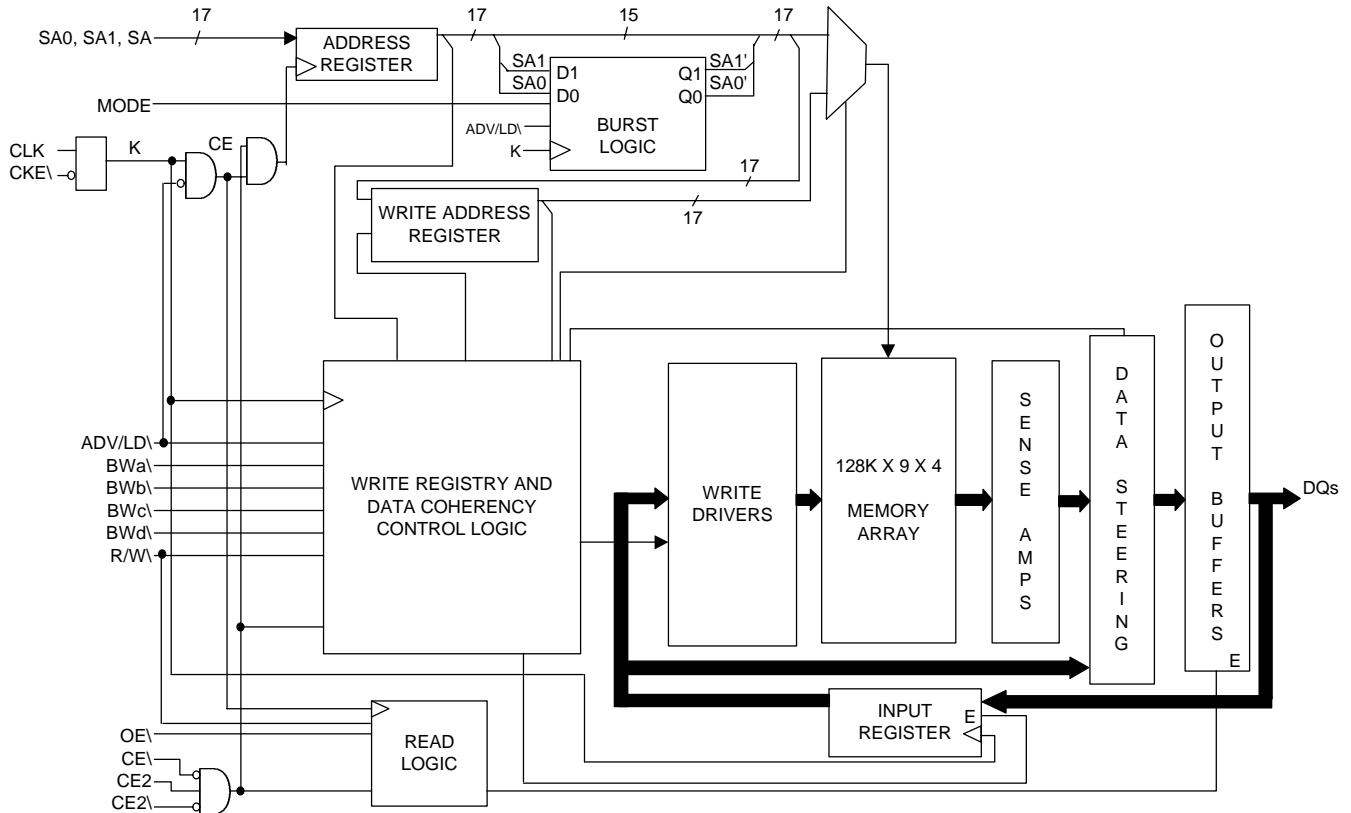 17
17
15
17
SA0, SA1, SA
ADDRESS
REGISTER
SA1
SA0
D1
D0
Q1
Q0
SA1'
SA0'
MODE
BURST
LOGIC
ADV/LD\
K
CLK
CKE\
K
CE
17
17
WRITE ADDRESS
REGISTER
ADV/LD\
BWa\
BWb\
BWc\
BWd\
R/W\
WRITE REGISTRY AND
DATA COHERENCY
CONTROL LOGIC
WRITE
DRIVERS
128K X 9 X 4
MEMORY
ARRAY
SENSE AMPS
DATA STEERING
OUTPUT BUFFERS
E
DQs
INPUT
REGISTER
E
OE\
CE\
CE2
CE2\
READ
LOGIC